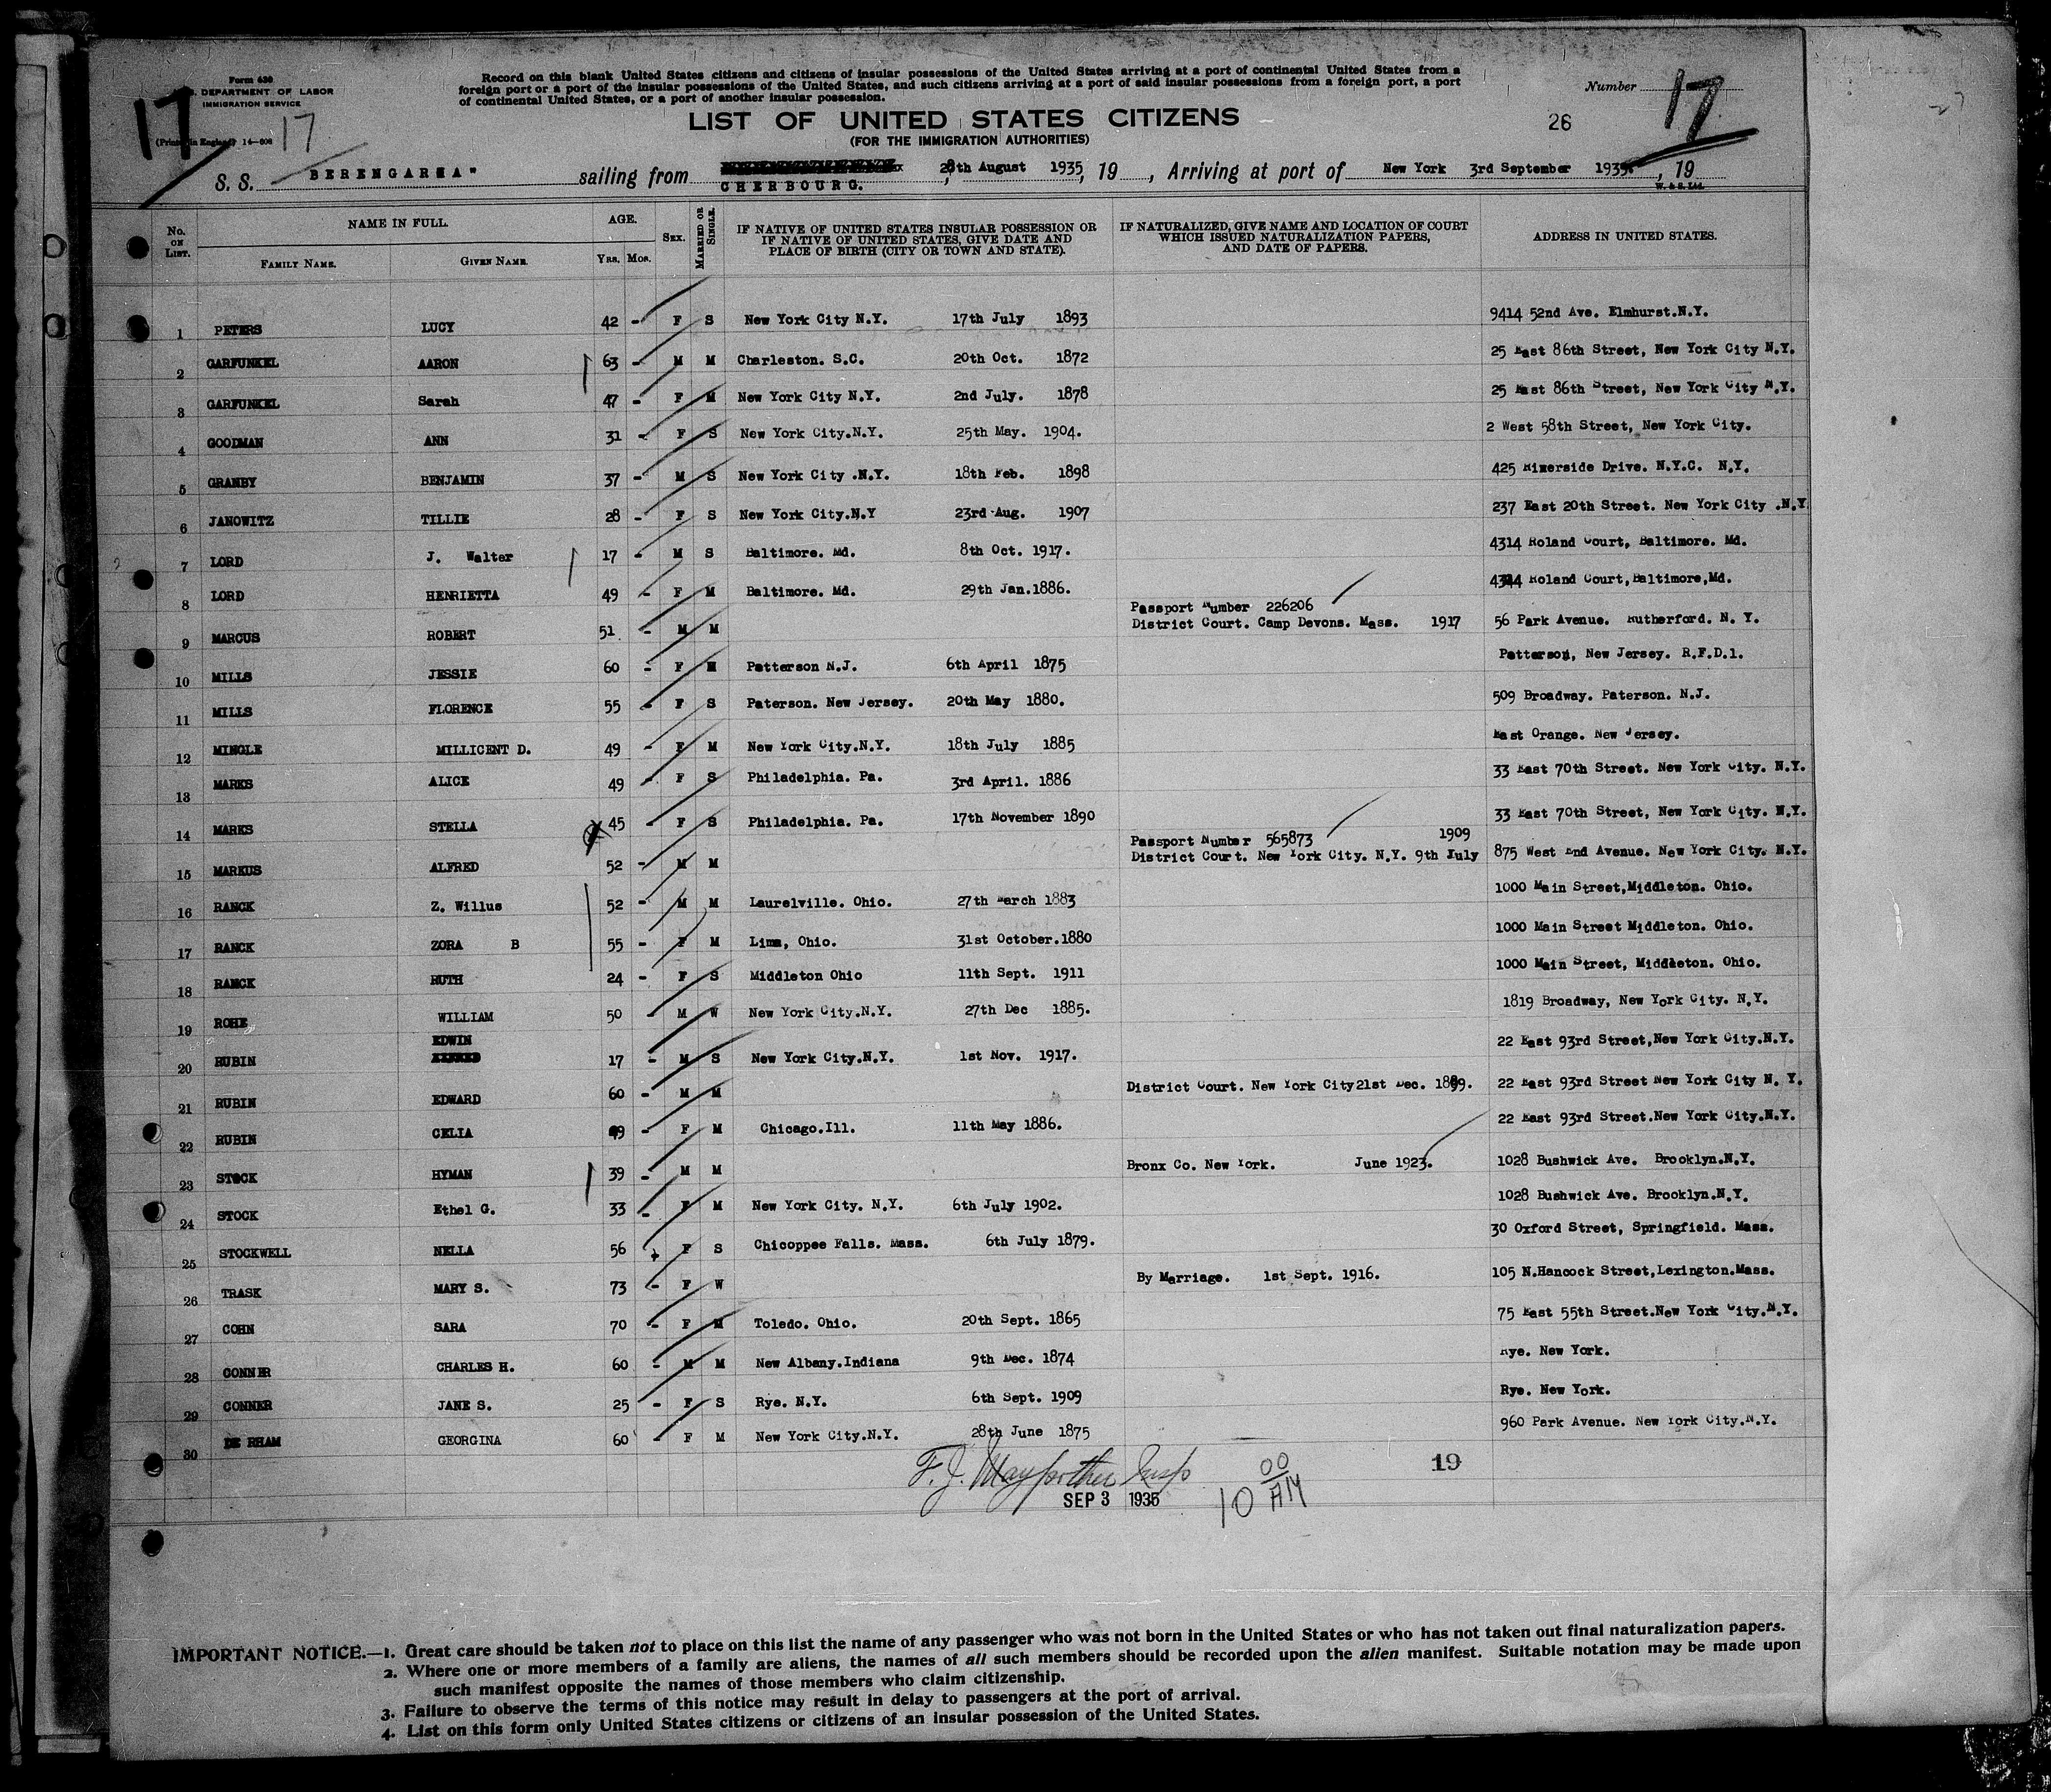 Form 630
DEPARTMENT OF LABOR
IMMIGRATION SERVICE
(Printed in England) 14-606
17
17
Record on this blank United States citizens and citizens of insular possessions of the United States arriving at a port of continental United States from a
foreign port or a port of the insular possessions of the United States, and such citizens arriving at a port of said insular possessions from a foreign port, a port
of continental United States, or a port of another insular possession.
Number 17
LIST OF UNITED STATES CITIZENS
26
(FOR THE IMMIGRATION AUTHORITIES)
S. S. BERENGARIA" sailing from CHERBOURG. 28th August 1935, 19 , Arriving at port of New York 3rd September 1935. , 19
W. & S. Ltd.
No. ON LIST. NAME IN FULL FAMILY NAME. GIVEN NAME. AGE. YRS. MOS. SEX. MARRIED OR SINGLE. IF NATIVE OF UNITED STATES INSULAR POSSESSION OR IF NATIVE OF UNITED STATES, GIVE DATE AND PLACE OF BIRTH (CITY OR TOWN AND STATE). IF NATURALIZED, GIVE NAME AND LOCATION OF COURT WHICH ISSUED NATURALIZATION PAPERS, AND DATE OF PAPERS. ADDRESS IN UNITED STATES.
1 PETERS LUCY 42 - F S New York City N.Y. 17th July 1893 9414 52nd Ave. Elmhurst.N.Y.
2 GARFUNKEL AARON 63 - M M Charleston. S.C. 20th Oct. 1872 25 East 86th Street, New York City N.Y.
3 GARFUNKEL Sarah 47 - F M New York City N.Y. 2nd July. 1878 25 East 86th Street, New York City N.Y.
4 GOODMAN ANN 31 - F S New York City.N.Y. 25th May. 1904. 2 West 58th Street, New York City.
5 GRANBY BENJAMIN 37 - M S New York City .N.Y. 18th Feb. 1898 425 Rixerside Drive. N.Y.C. N.Y.
6 JANOWITZ TILLIE 28 - F S New York City.N.Y 23rd Aug. 1907 237 East 20th Street. New York City .N.Y.
7 LORD J. Walter 17 - M S Baltimore. Md. 8th Oct. 1917. 4314 Roland Court, Baltimore. Md.
8 LORD HENRIETTA 49 - F M Baltimore. Md. 29th Jan.1886. 4314 Roland Court,Baltimore,Md.
9 MARCUS ROBERT 51 - M M Passport Number 226206 District Court. Camp Devons. Mass. 1917 56 Park Avenue. Rutherford. N. Y.
10 MILLS JESSIE 60 - F M Patterson N.J. 6th April 1875 Patterson, New Jersey. R.F.D.1.
11 MILLS FLORENCE 55 - F S Paterson. New Jersey. 20th May 1880. 509 Broadway. Paterson. N.J.
12 MINGLE MILLICENT D. 49 - F M New York City.N.Y. 18th July 1885 East Orange. New Jersey.
13 MARKS ALICE 49 - F S Philadelphia. Pa. 3rd April. 1886 33 East 70th Street. New York City. N.Y.
14 MARKS STELLA 45 - F S Philadelphia. Pa. 17th November 1890 33 East 70th Street, New York City. N.Y.
15 MARKUS ALFRED 52 - M M Passport Number 565873 1909 District Court. New York City. N.Y. 9th July 875 West End Avenue. New York City. N.Y.
16 RANCK Z. Willus 52 - M M Laurelville. Ohio. 27th March 1883 1000 Main Street,Middleton. Ohio.
17 RANCK ZORA B 55 - F M Lima, Ohio. 31st October.1880 1000 Main Street Middleton. Ohio.
18 RANCK RUTH 24 - F S Middleton Ohio 11th Sept. 1911 1000 Main Street, Middleton. Ohio.
19 ROHE WILLIAM 50 - M W New York City.N.Y. 27th Dec 1885. 1819 Broadway, New York City. N.Y.
20 RUBIN EDWIN 17 - M S New York City.N.Y. 1st Nov. 1917. 22 East 93rd Street,New York City.N.Y.
21 RUBIN EDWARD 60 - M M District Court. New York City21st Dec. 1899. 22 East 93rd Street New York City N. Y.
22 RUBIN CELIA 49 - F M Chicago.Ill. 11th May 1886. 22 East 93rd Street.New York City.N.Y.
23 STOCK HYMAN 39 - M M Bronx Co. New York. June 1923. 1028 Bushwick Ave. Brooklyn.N.Y.
24 STOCK Ethel G. 33 - F M New York City. N.Y. 6th July 1902. 1028 Bushwick Ave. Brooklyn.N.Y.
25 STOCKWELL NELLA 56 - F S Chicoppee Falls. Mass. 6th July 1879. 30 Oxford Street, Springfield. Mass.
26 TRASK MARY S. 73 - F W By Marriage. 1st Sept. 1916. 105 N.Hancock Street,Lexington.Mass.
27 COHN SARA 70 - F M Toledo. Ohio. 20th Sept. 1865 75 East 55th Street.New York City.N.Y.
28 CONNER CHARLES H. 60 - M M New Albany.Indiana 9th Dec. 1874 Rye. New York.
29 CONNER JANE S. 25 - F S Rye. N.Y. 6th Sept. 1909 Rye. New York.
30 DE RHAM GEORGINA 60 - F M New York City.N.Y. 28th June 1875 960 Park Avenue. New York City.N.Y.
F. J. Mayforther Insp
SEP 3 1935
10 00 AM
19
IMPORTANT NOTICE.—1. Great care should be taken not to place on this list the name of any passenger who was not born in the United States or who has not taken out final naturalization papers.
2. Where one or more members of a family are aliens, the names of all such members should be recorded upon the alien manifest. Suitable notation may be made upon
such manifest opposite the names of those members who claim citizenship.
3. Failure to observe the terms of this notice may result in delay to passengers at the port of arrival.
4. List on this form only United States citizens or citizens of an insular possession of the United States.